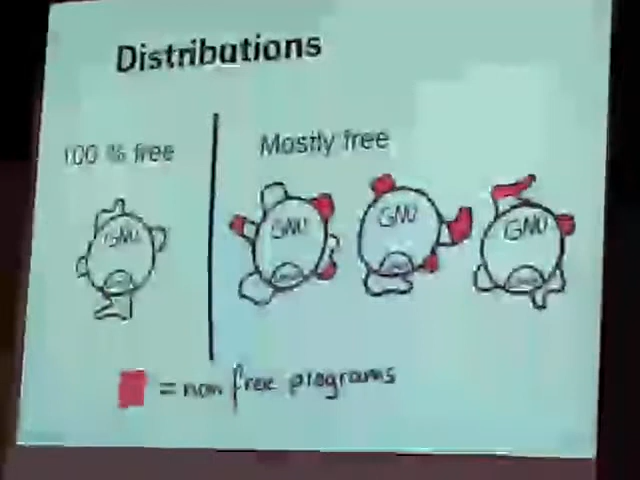 Distributions
100 % free
Mostly free
GNU
GNU
GNU
GNU
= non free programs